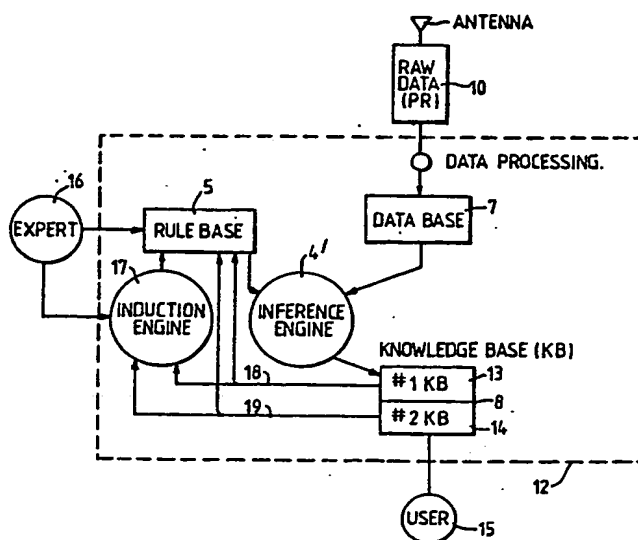 ANTENNA
RAW
DATA
(PR)
10
DATA PROCESSING.
16
5
7
EXPERT
RULE BASE
DATA BASE
4'
17
INDUCTION
ENGINE
INFERENCE
ENGINE
KNOWLEDGE BASE (KB)
18
# 1 KB
13
8
19
# 2 KB
14
12
USER
15